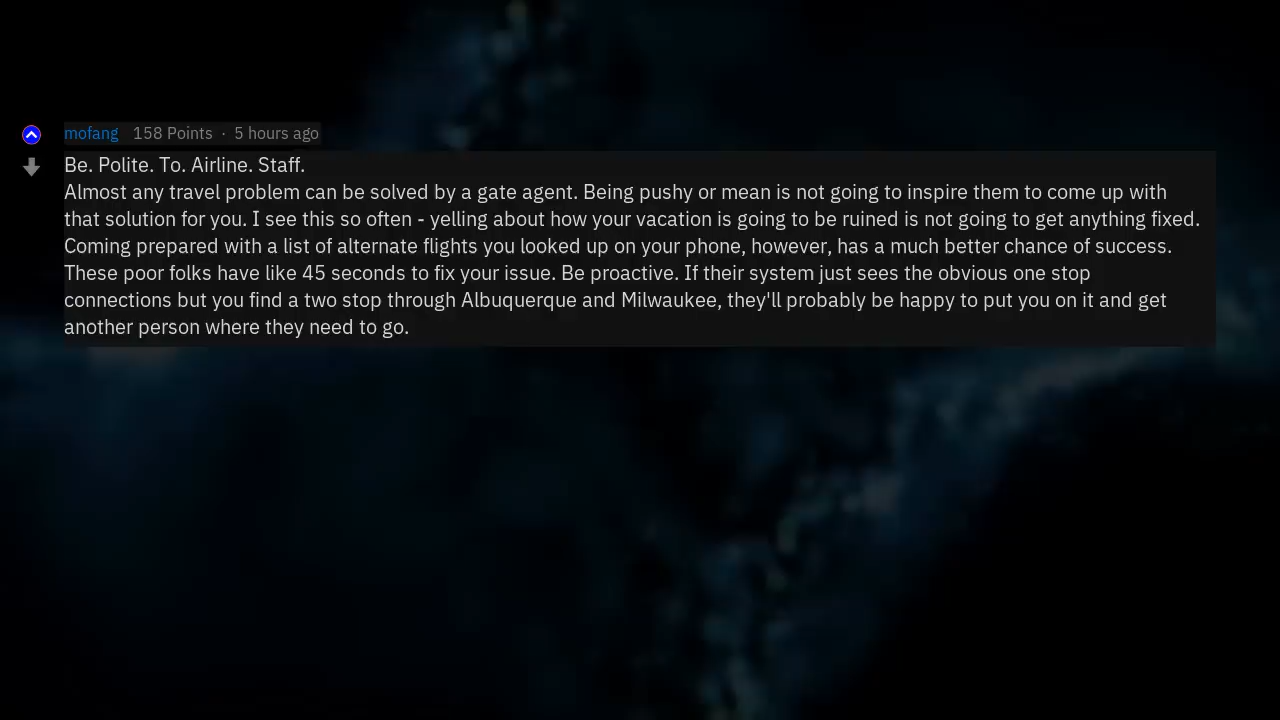 mofang 158 Points · 5 hours ago
Be. Polite. To. Airline. Staff.
Almost any travel problem can be solved by a gate agent. Being pushy or mean is not going to inspire them to come up with
that solution for you. I see this so often - yelling about how your vacation is going to be ruined is not going to get anything fixed.
Coming prepared with a list of alternate flights you looked up on your phone, however, has a much better chance of success.
These poor folks have like 45 seconds to fix your issue. Be proactive. If their system just sees the obvious one stop
connections but you find a two stop through Albuquerque and Milwaukee, they'll probably be happy to put you on it and get
another person where they need to go.